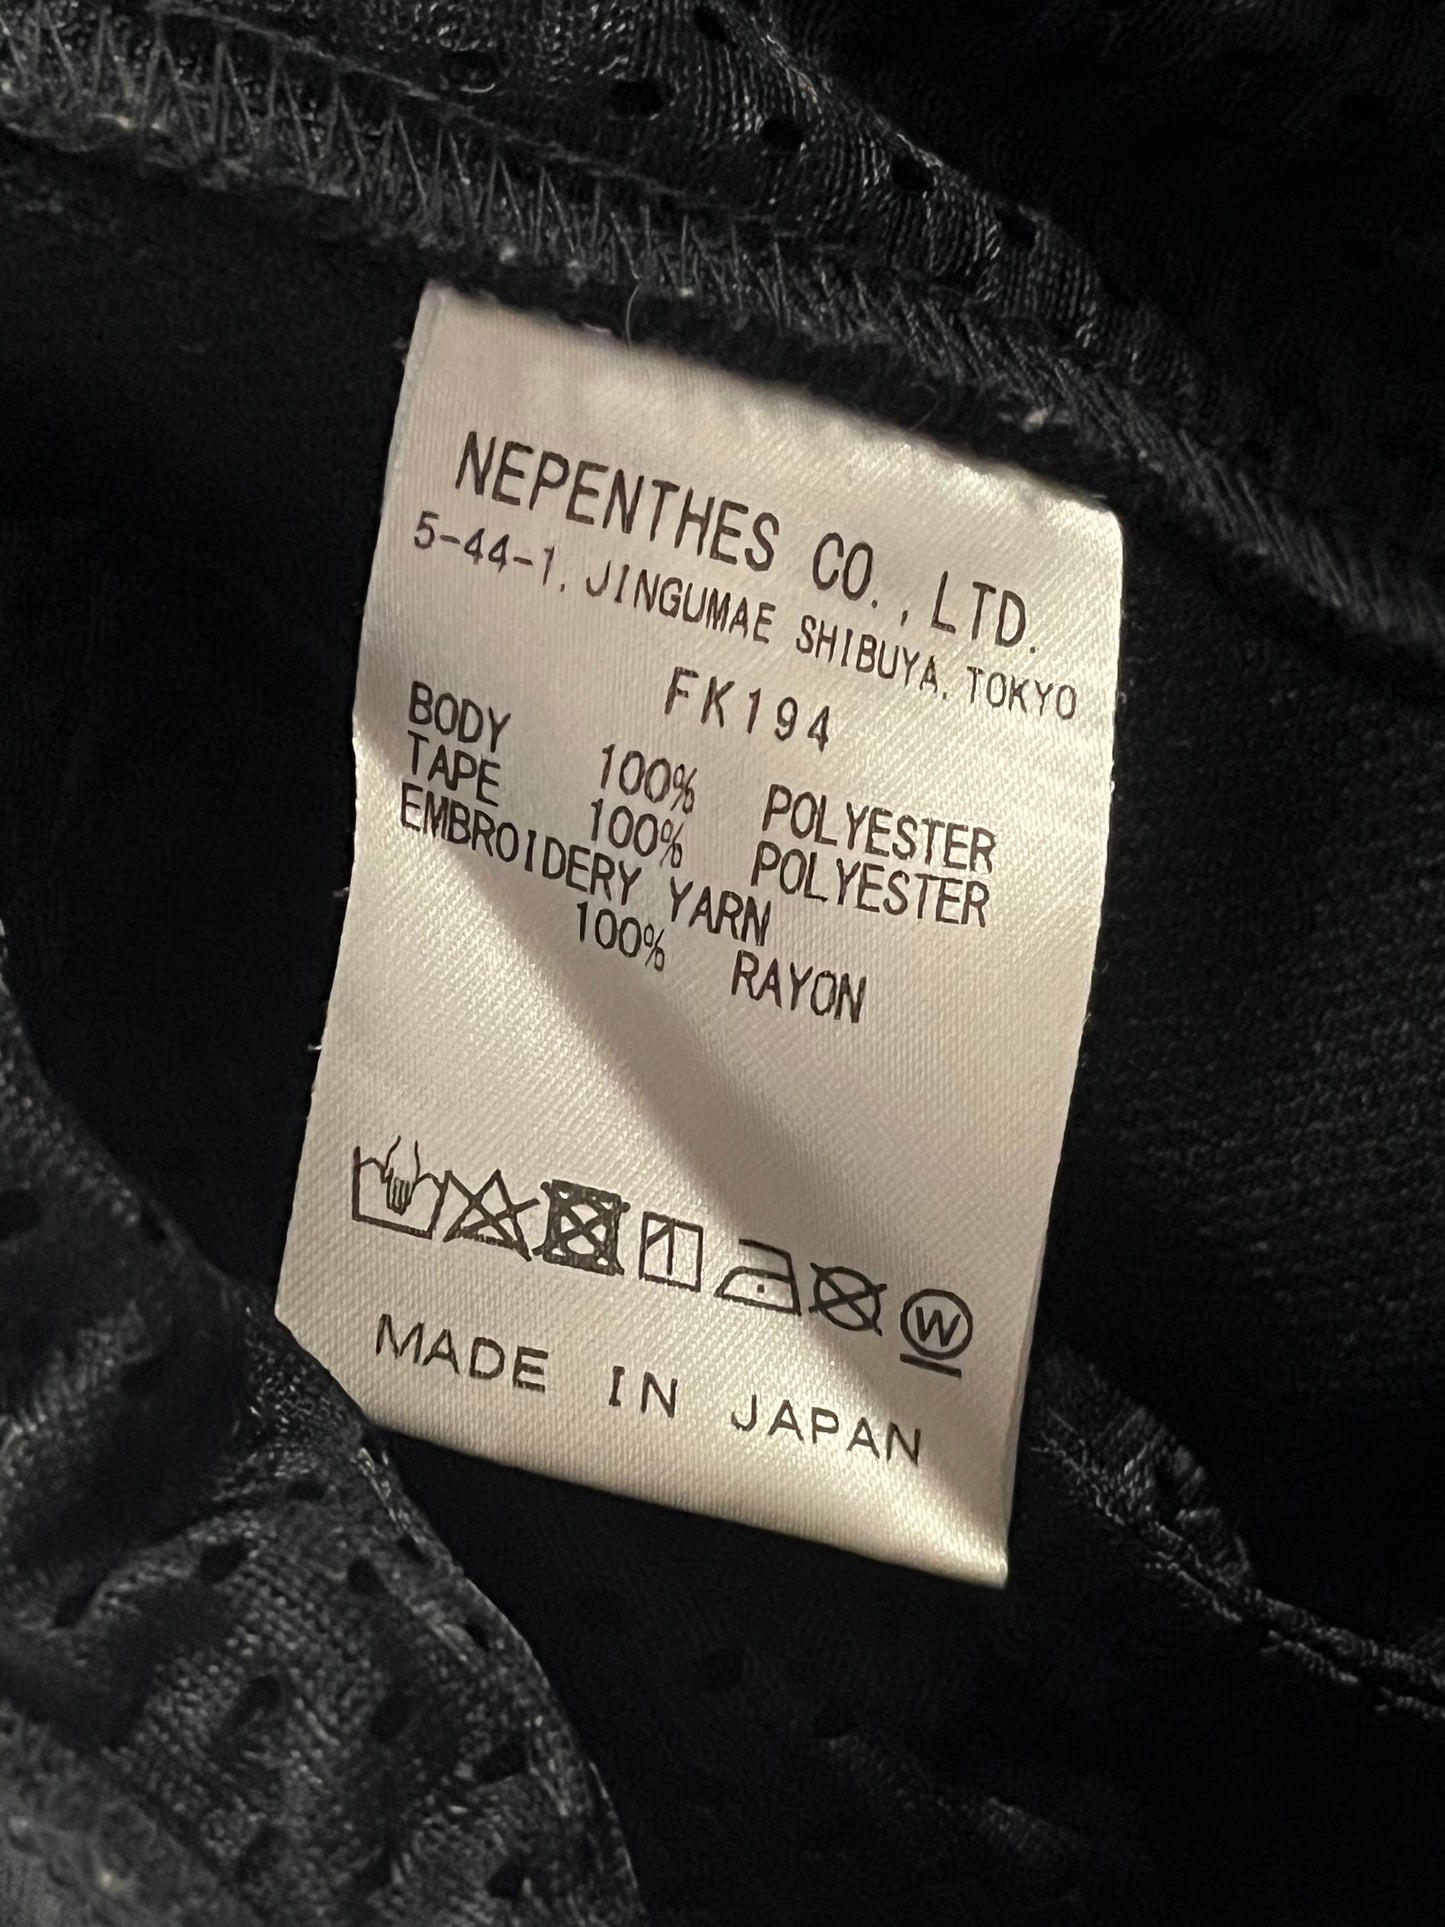 NEPENTHES CO., LTD.
5-44-1, JINGUMAE SHIBUYA, TOKYO
FK194
BODY 100% POLYESTER
TAPE 100% POLYESTER
EMBROIDERY YARN
100% RAYON
W
MADE IN JAPAN